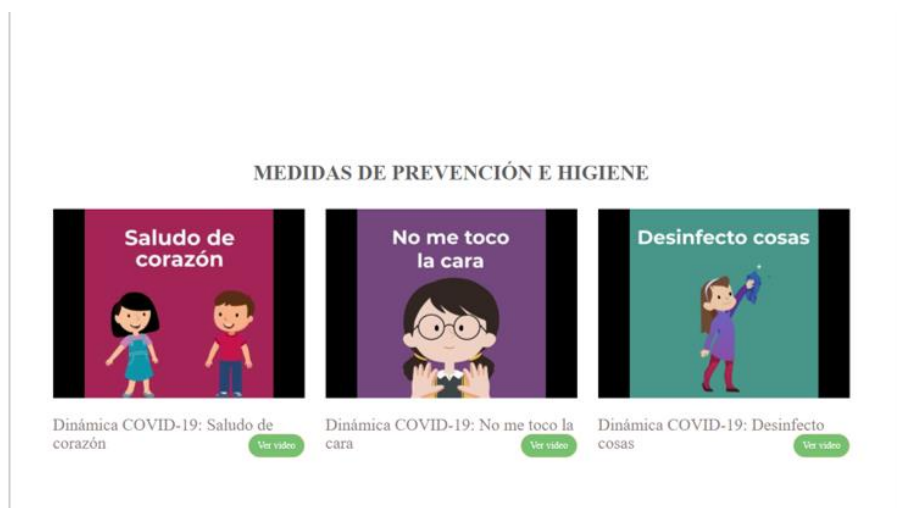 MEDIDAS DE PREVENCIÓN E HIGIENE
Saludo de
corazón
No me toco
la cara
Desinfecto cosas
Dinámica COVID-19: Saludo de
corazón
Ver video
Dinámica COVID-19: No me toco la
cara
Ver video
Dinámica COVID-19: Desinfecto
cosas
Ver video